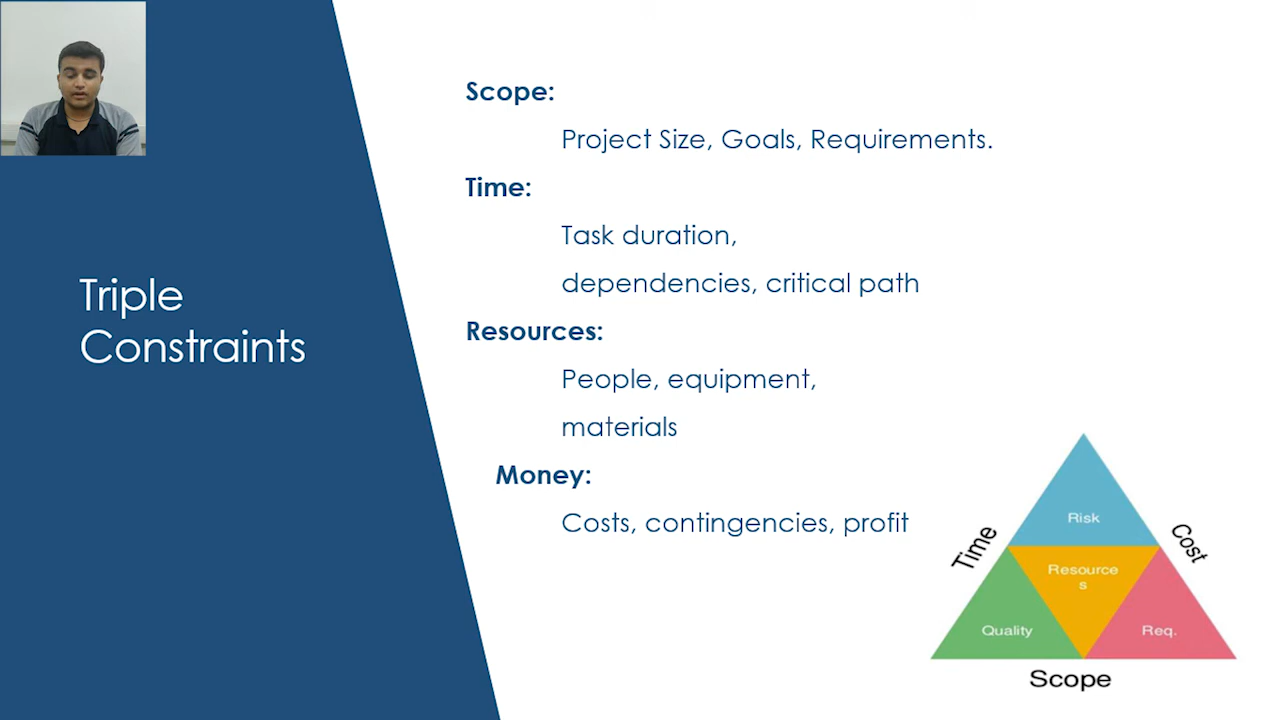 Triple
Constraints
Scope:
Project Size, Goals, Requirements.
Time:
Task duration,
dependencies, critical path
Resources:
People, equipment,
materials
Money:
Costs, contingencies, profit
Risk
Time
Cost
Resource
s
Quality
Req.
Scope